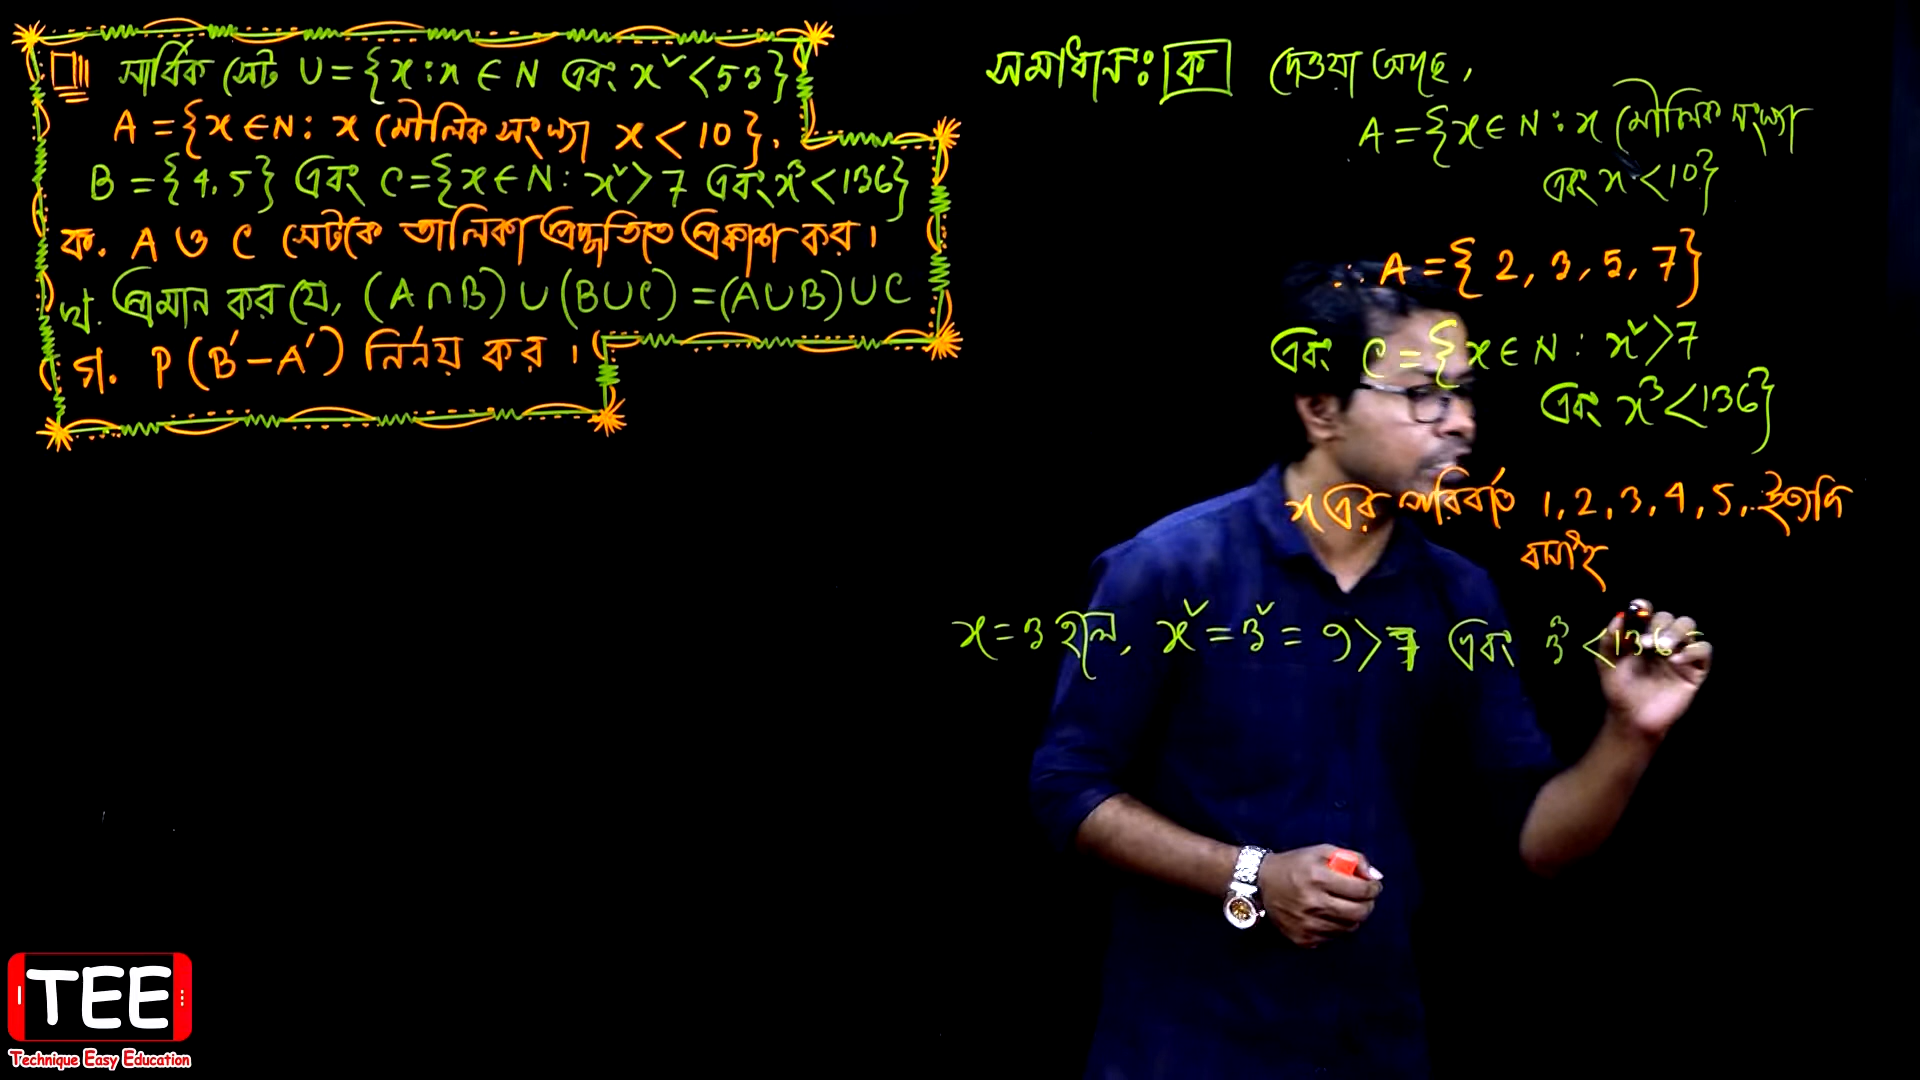 সার্বিক সেট U = {x : x ∈ N এবং x² < 53}
A = {x ∈ N : x মৌলিক সংখ্যা x < 10},
B = {4, 5} এবং C = {x ∈ N : x² > 7 এবং x³ < 136}
ক. A ও C সেটকে তালিকা পদ্ধতিতে প্রকাশ কর।
খ. প্রমান কর যে, (A ∩ B) ∪ (B ∪ C) = (A ∪ B) ∪ C
গ. P (B′ – A′) নির্নয় কর।
সমাধানঃ ক দেওয়া আছে,
A = {x ∈ N : x মৌলিক সংখ্যা
এবং x < 10}
∴ A = { 2, 3, 5, 7}
এবং C = {x ∈ N : x² > 7
এবং x³ < 136}
x এর পরিবর্তে 1, 2, 3, 4, 5, .. ইত্যাদি
বসাই
x = 3 হলে, x² = 3² = 9 > 7 এবং 3³ < 136
TEE
Technique Easy Education